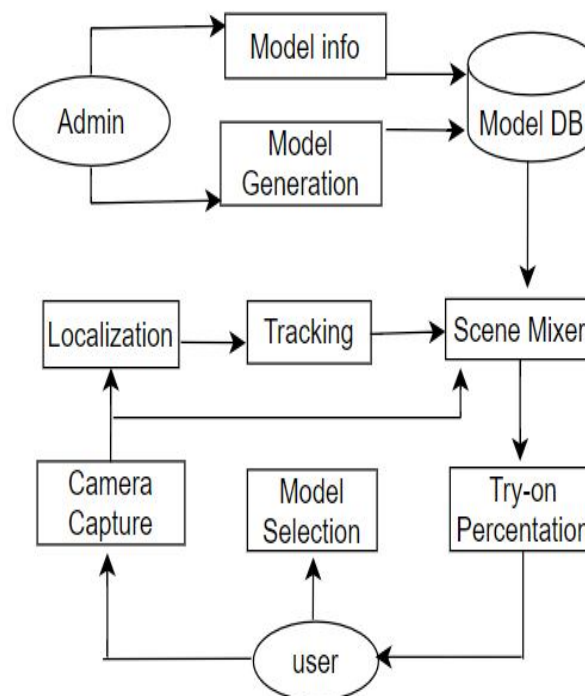 Model info
Admin
Model DB
Model
Generation
Localization
Tracking
Scene Mixer
Camera
Capture
Model
Selection
Try-on
Percentation
user